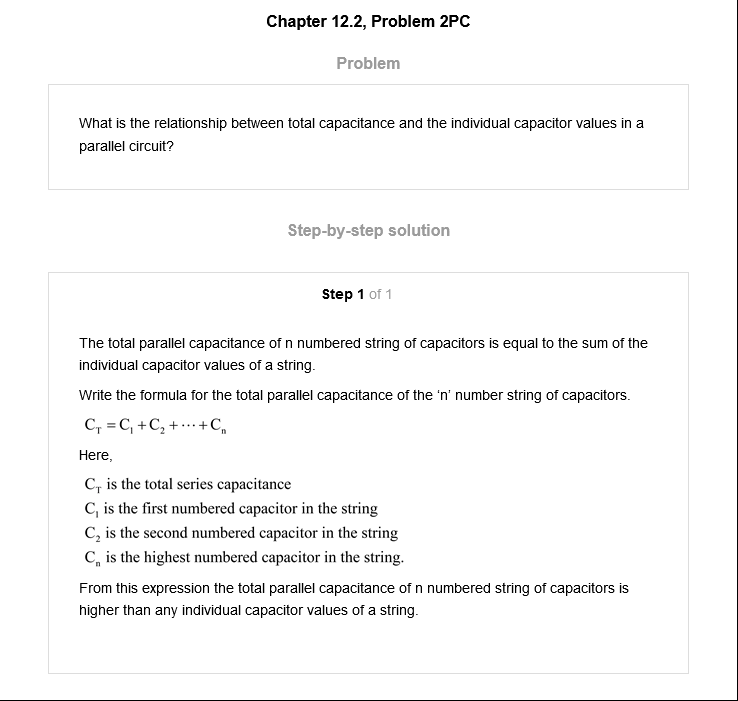 Chapter 12.2, Problem 2PC
Problem
What is the relationship between total capacitance and the individual capacitor values in a
parallel circuit?
Step-by-step solution
Step 1 of 1
The total parallel capacitance of n numbered string of capacitors is equal to the sum of the
individual capacitor values of a string.
Write the formula for the total parallel capacitance of the ‘n’ number string of capacitors.
C_T = C_1 + C_2 + ⋯ + C_n
Here,
C_T is the total series capacitance
C_1 is the first numbered capacitor in the string
C_2 is the second numbered capacitor in the string
C_n is the highest numbered capacitor in the string.
From this expression the total parallel capacitance of n numbered string of capacitors is
higher than any individual capacitor values of a string.